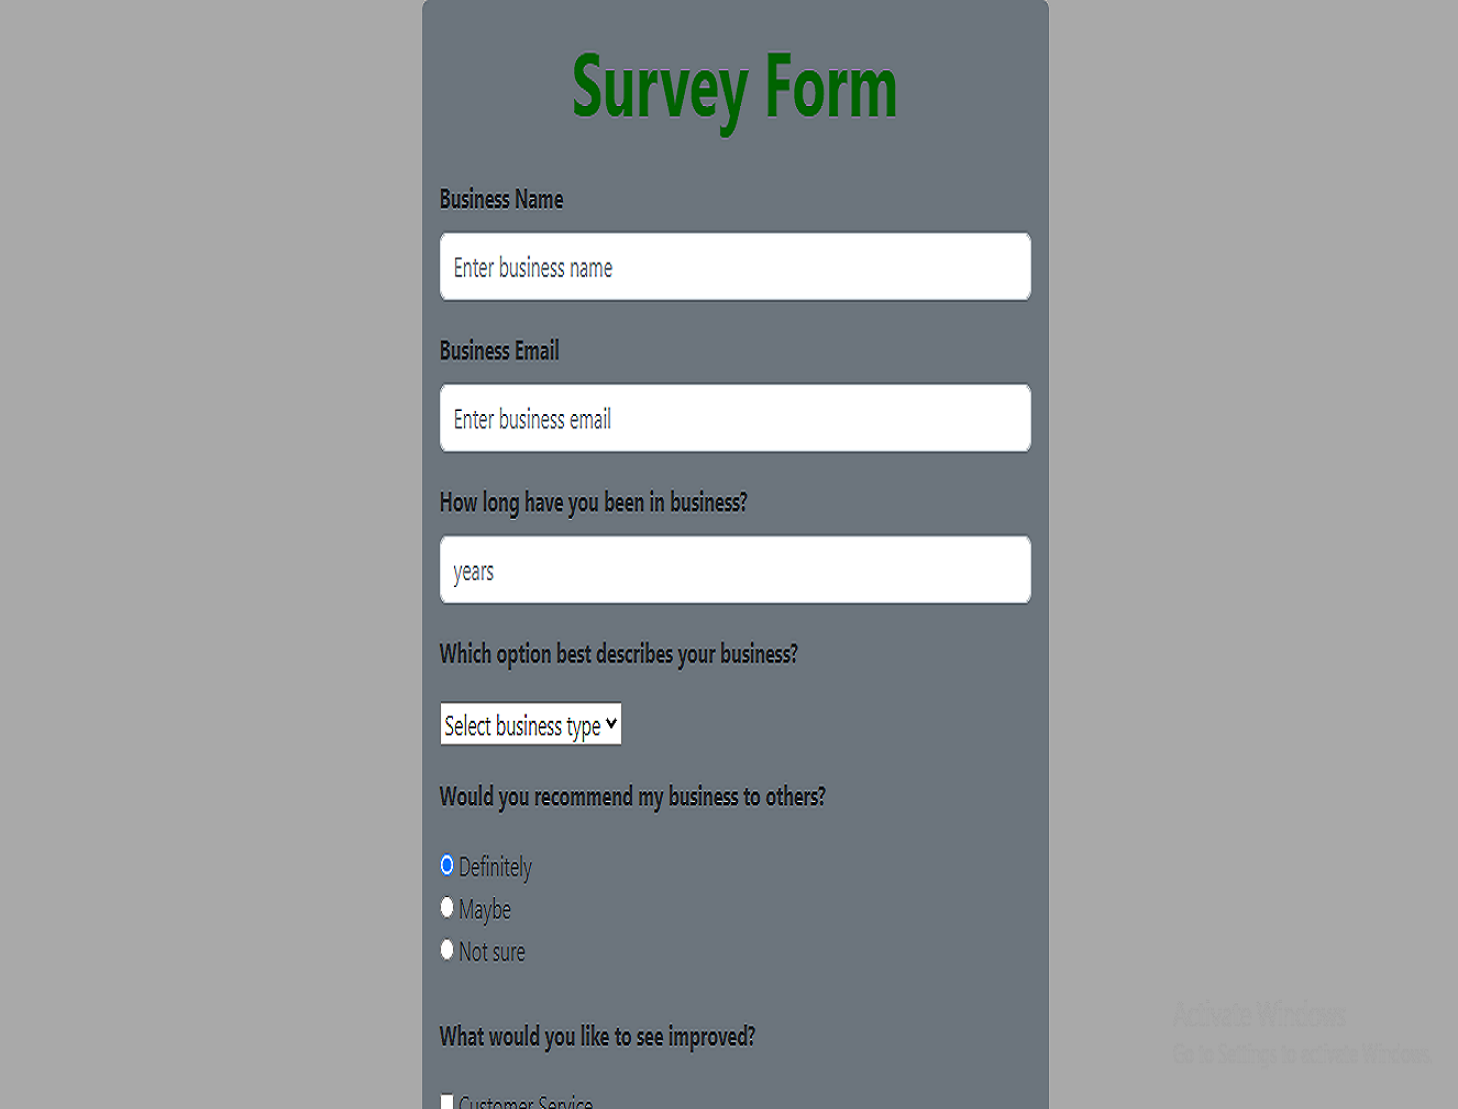 Survey Form
Business Name
Enter business name
Business Email
Enter business email
How long have you been in business?
years
Which option best describes your business?
Select business type
Would you recommend my business to others?
Definitely
Maybe
Not sure
What would you like to see improved?
Customer Service
Activate Windows
Go to Settings to activate Windows.